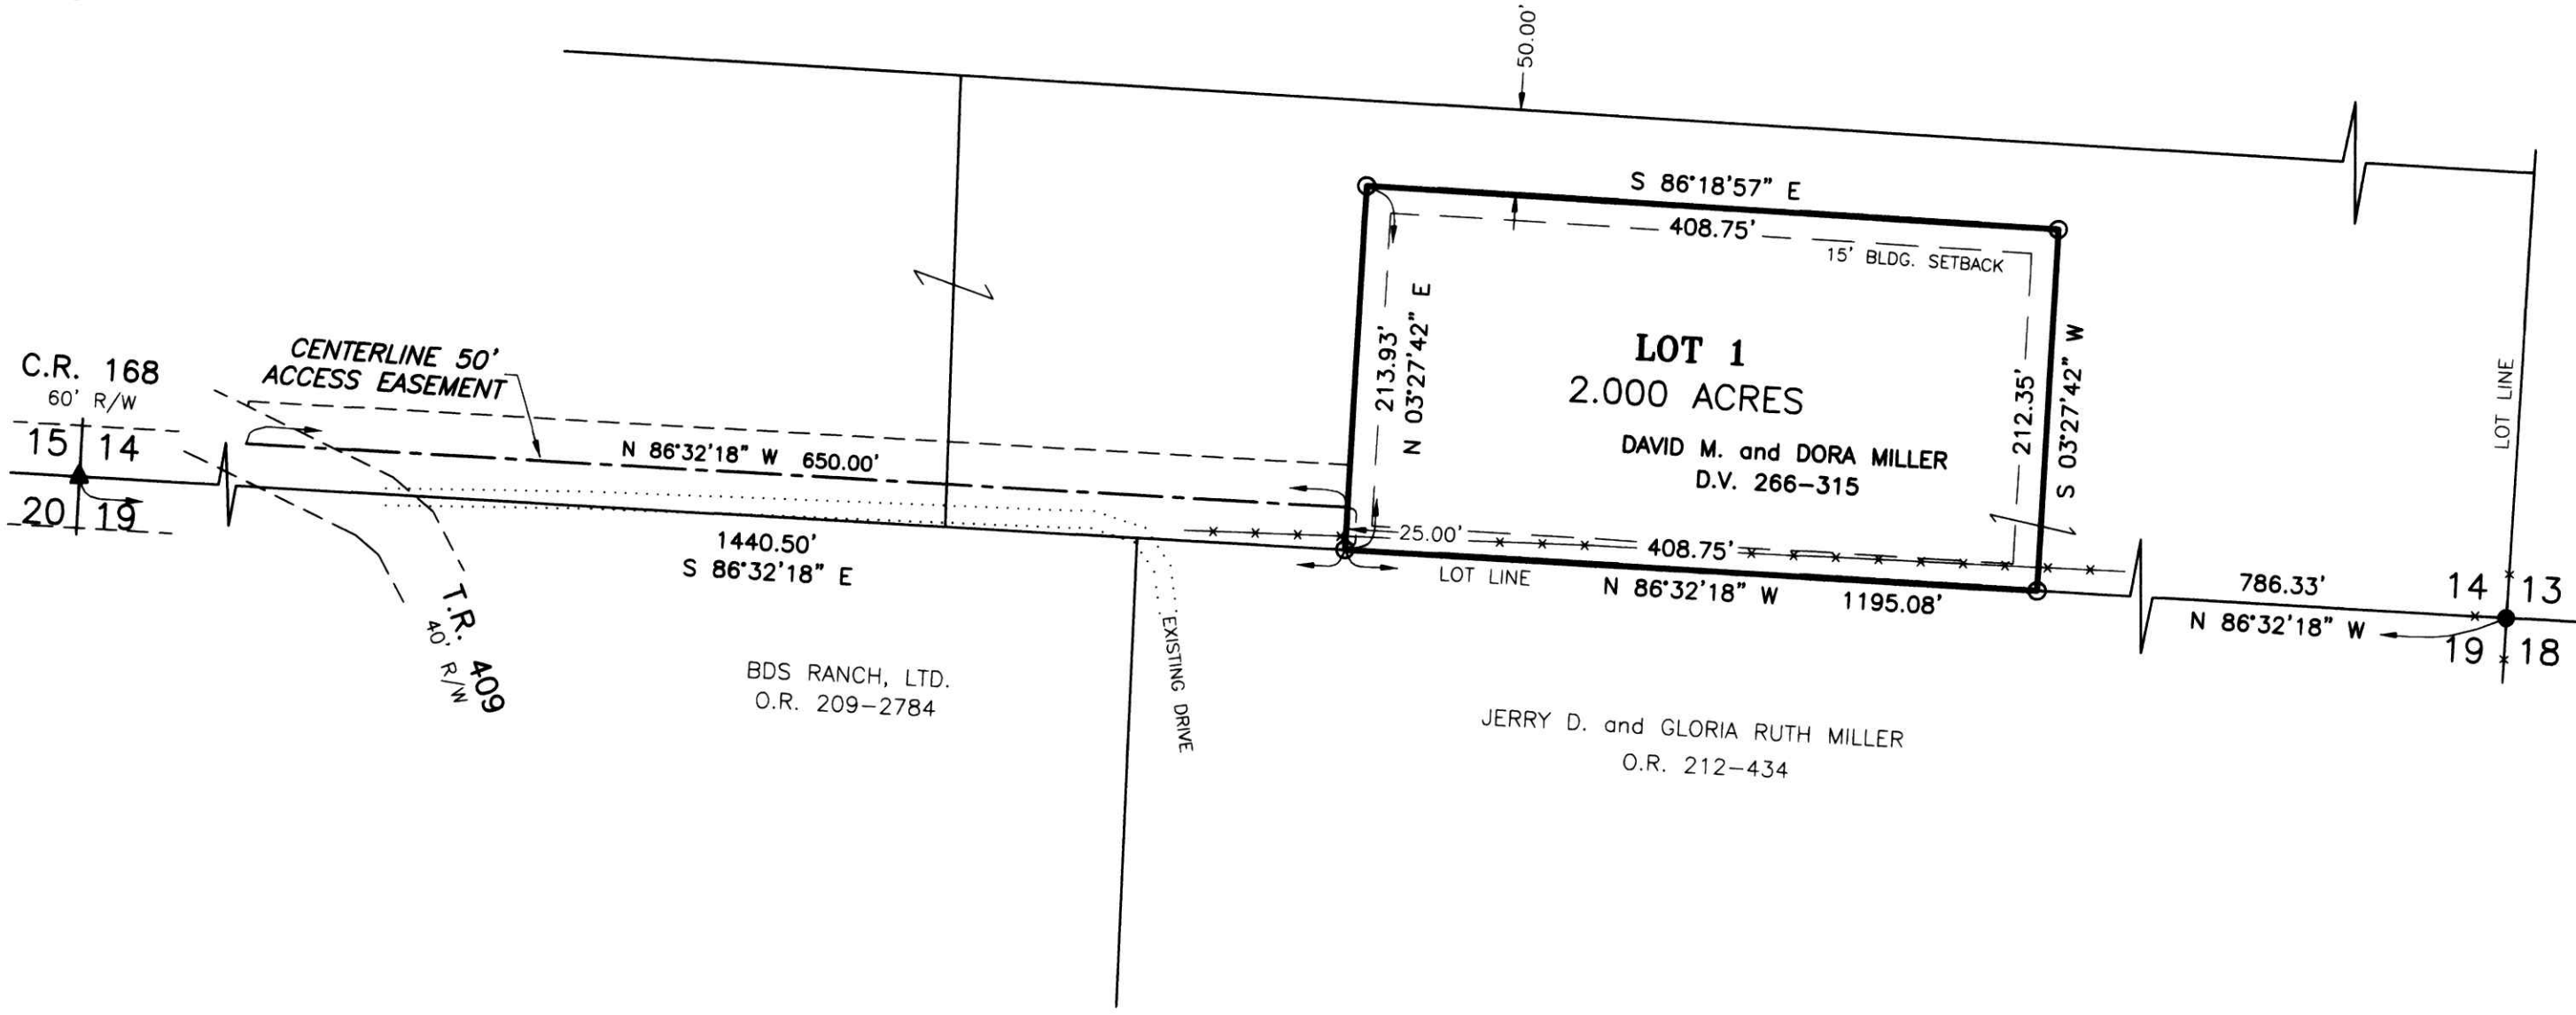 50.00'
S 86°18'57" E
408.75'
15' BLDG. SETBACK
213.93'
N 03°27'42" E
LOT 1
2.000 ACRES
DAVID M. and DORA MILLER
D.V. 266-315
212.35'
S 03°27'42" W
LOT LINE
C.R. 168
60' R/W
15 14
20 19
CENTERLINE 50'
ACCESS EASEMENT
N 86°32'18" W 650.00'
25.00'
408.75'
LOT LINE
N 86°32'18" W 1195.08'
1440.50'
S 86°32'18" E
T.R. 409
40' R/W
EXISTING DRIVE
BDS RANCH, LTD.
O.R. 209-2784
JERRY D. and GLORIA RUTH MILLER
O.R. 212-434
786.33'
N 86°32'18" W
14 13
19 18